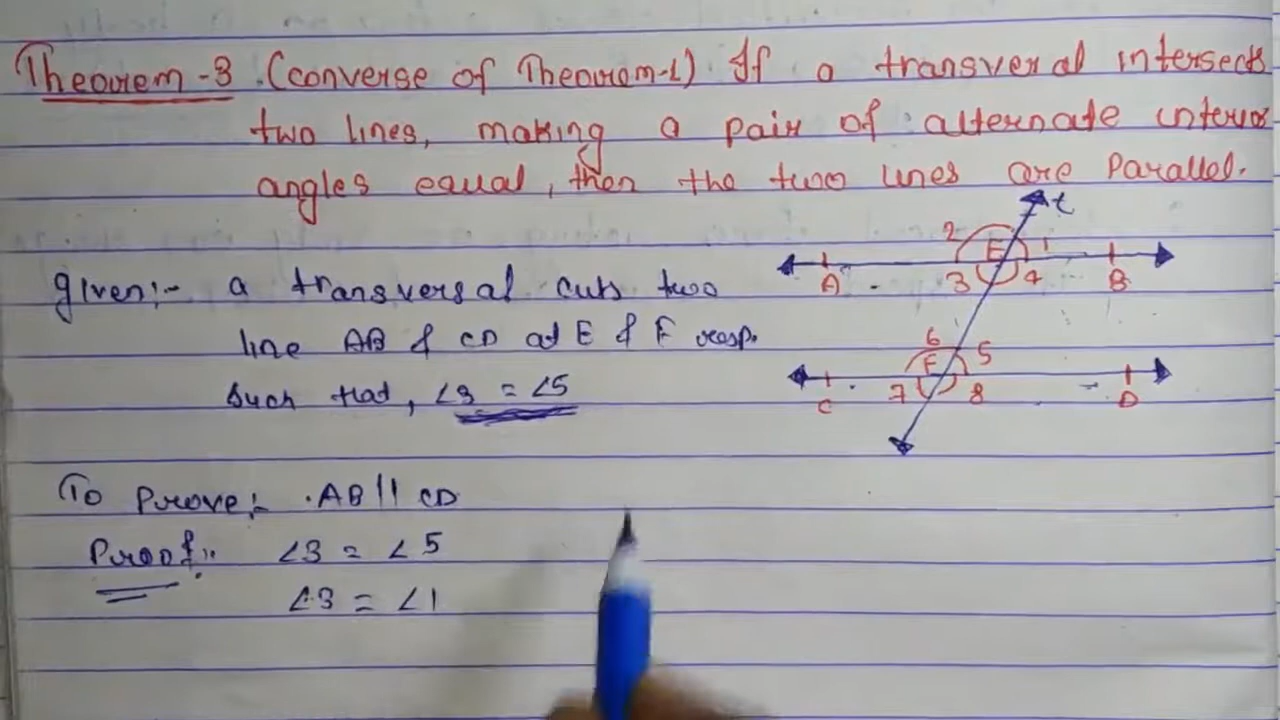 Theorem-3 (converse of Theorem-1) If a transversal intersects
two lines, making a pair of alternate interior
angles equal, then the two lines are Parallel.
given:- a transversal cuts two
line AB & CD at E & F resp.
Such that, ∠3 = ∠5
To Prove:- AB || CD
Proof:- ∠3 = ∠5
∠3 = ∠1
t
2 E 1
A 3 4 B
6 F 5
C 7 8 D